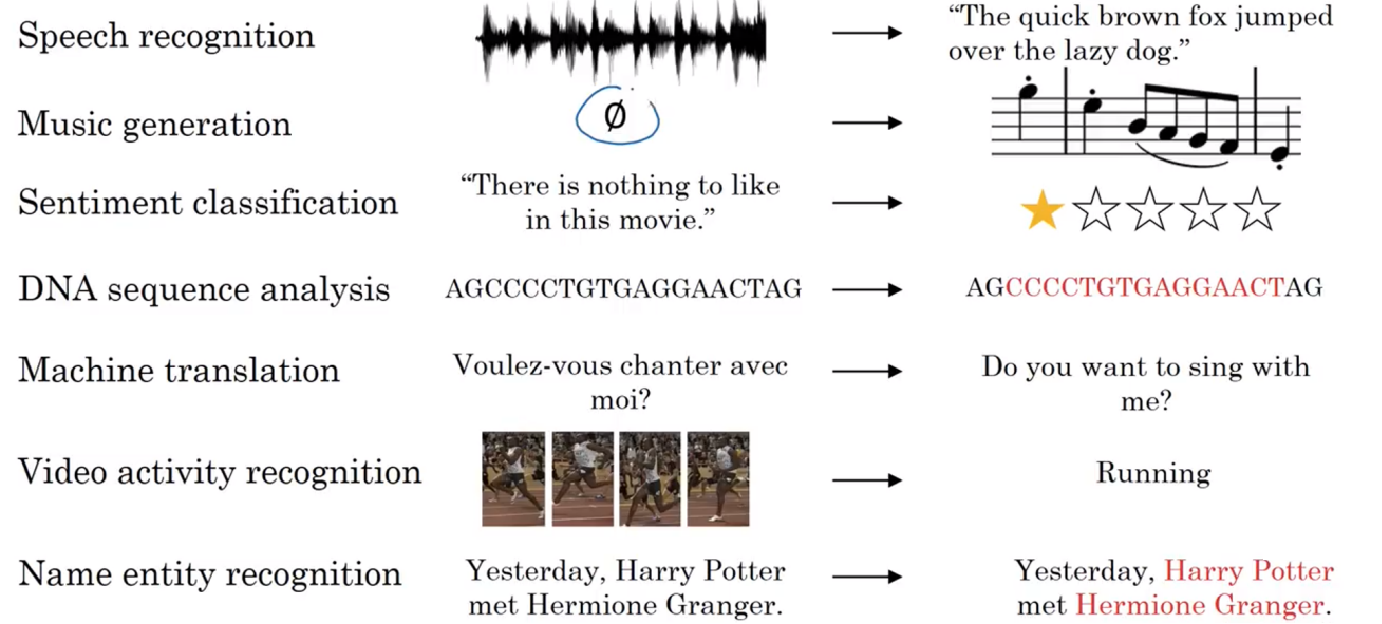 Speech recognition
“The quick brown fox jumped
over the lazy dog.”
Music generation
∅
Sentiment classification
“There is nothing to like
in this movie.”
DNA sequence analysis
AGCCCCTGTGAGGAACTAG
AGCCCCTGTGAGGAACTAG
Machine translation
Voulez-vous chanter avec
moi?
Do you want to sing with
me?
Video activity recognition
Running
Name entity recognition
Yesterday, Harry Potter
met Hermione Granger.
Yesterday, Harry Potter
met Hermione Granger.